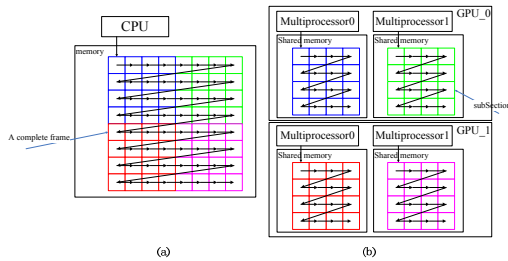 CPU
memory
A complete frame
(a)
GPU_0
Multiprocessor0
Multiprocessor1
Shared memory
Shared memory
subSection
GPU_1
Multiprocessor0
Multiprocessor1
Shared memory
Shared memory
(b)